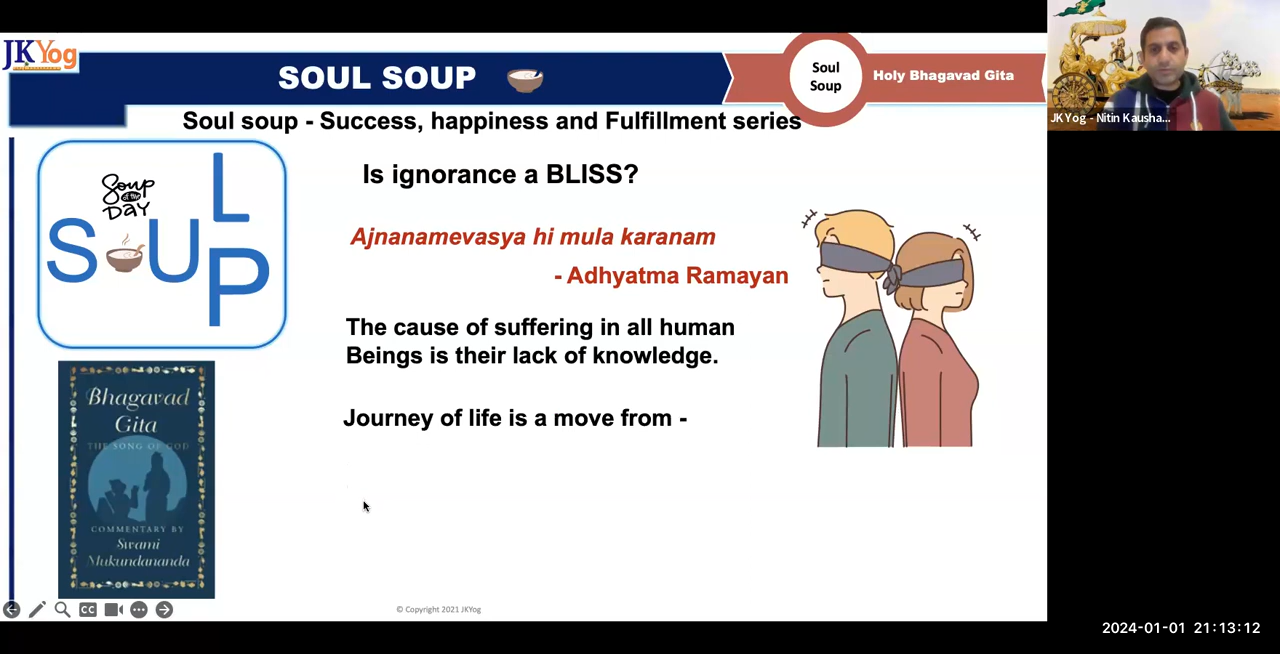 JKYog
SOUL SOUP
Soul
Soup
Holy Bhagavad Gita
JKYog - Nitin Kausha...
Soul soup - Success, happiness and Fulfillment series
Soup
of the
DAY
L
S U
P
Is ignorance a BLISS?
Ajnanamevasya hi mula karanam
- Adhyatma Ramayan
The cause of suffering in all human
Beings is their lack of knowledge.
Journey of life is a move from -
Bhagavad
Gita
THE SONG OF GOD
COMMENTARY BY
Swami
Mukundananda
CC
© Copyright 2021 JKYog
2024-01-01 21:13:12